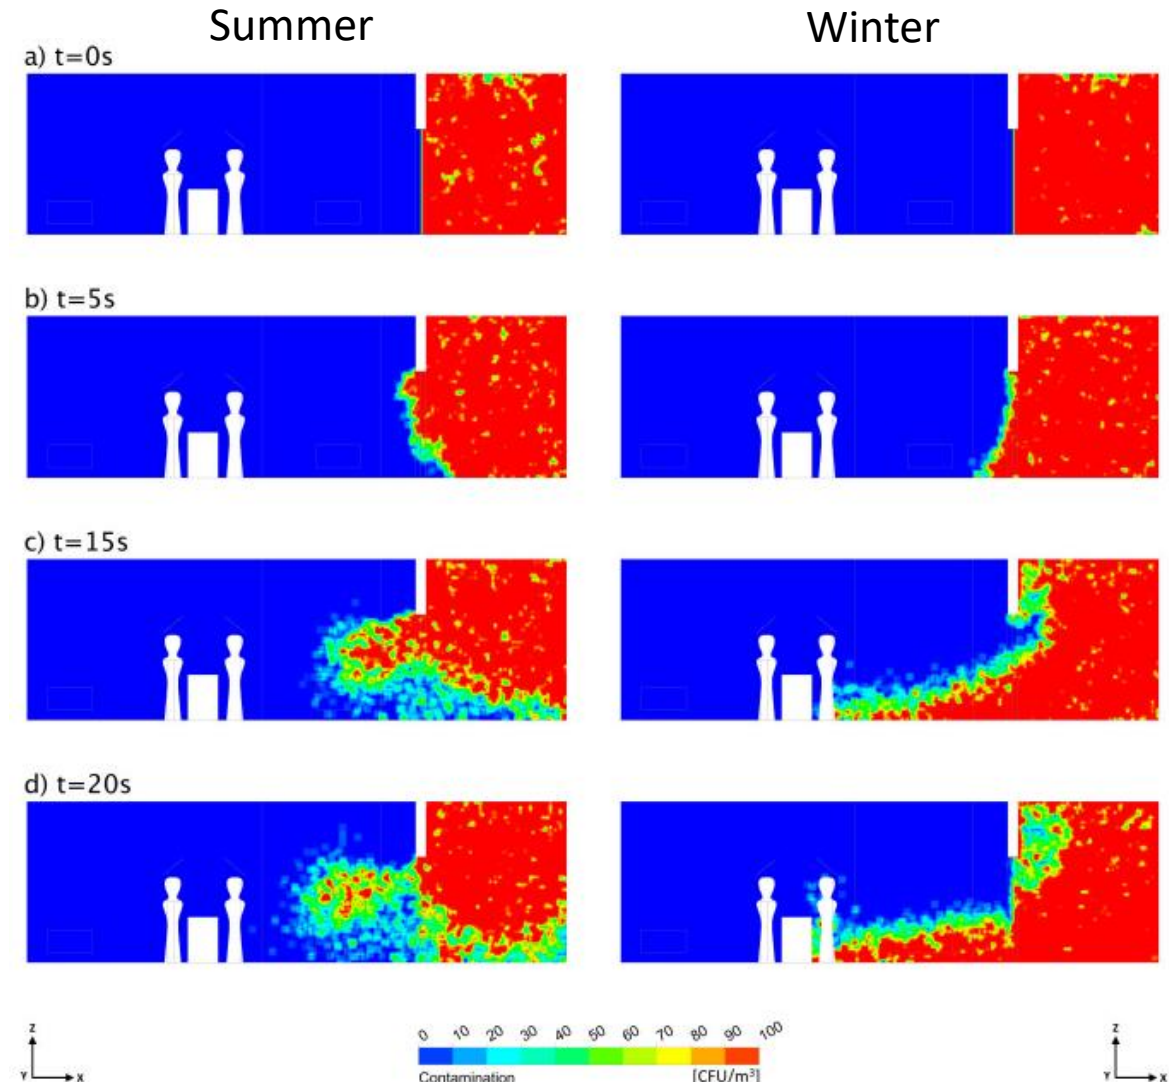 Summer Winter
a) t=0s
b) t=5s
c) t=15s
d) t=20s
Z
Y X
0 10 20 30 40 50 60 70 80 90 100
Contamination [CFU/m³]
Z
Y X